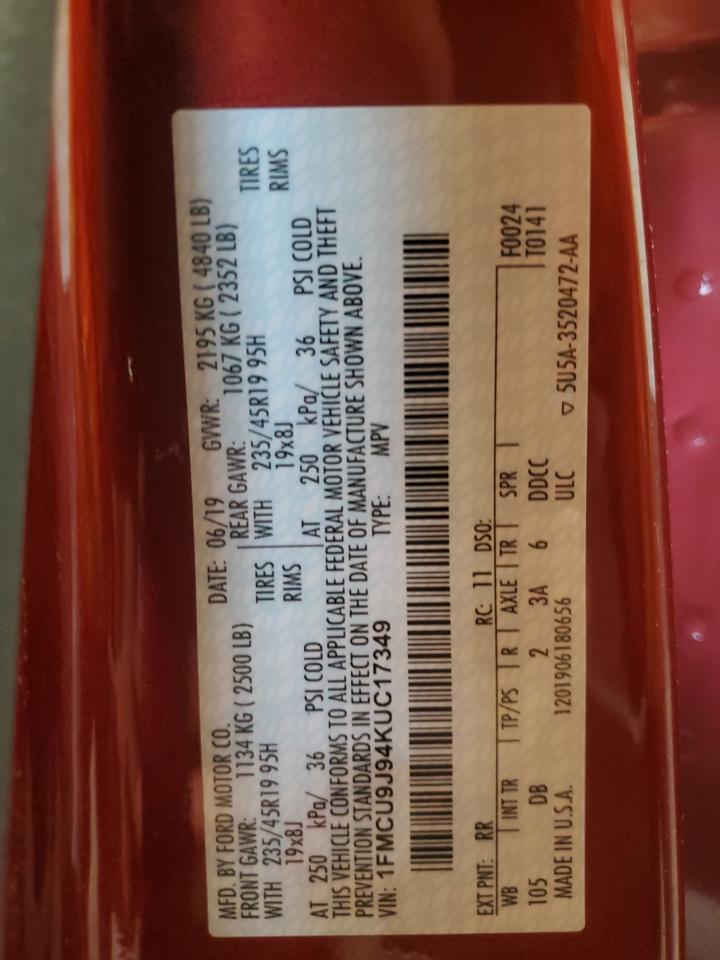 MFD. BY FORD MOTOR CO. DATE: 06/19 GVWR: 2195 KG ( 4840 LB)
FRONT GAWR: 1134 KG ( 2500 LB) REAR GAWR: 1067 KG ( 2352 LB)
WITH 235/45R19 95H TIRES WITH 235/45R19 95H TIRES
19x8J RIMS 19x8J RIMS
AT 250 kPa/ 36 PSI COLD AT 250 kPa/ 36 PSI COLD
THIS VEHICLE CONFORMS TO ALL APPLICABLE FEDERAL MOTOR VEHICLE SAFETY AND THEFT
PREVENTION STANDARDS IN EFFECT ON THE DATE OF MANUFACTURE SHOWN ABOVE.
VIN: 1FMCU9J94KUC17349 TYPE: MPV
EXT PNT: RR RC: 11 DSO:
WB INT TR TP/PS R AXLE TR SPR F0024
105 DB 2 3A 6 DDCC T0141
MADE IN U.S.A. 1201906180656 ULC ▽ 5U5A-3520472-AA